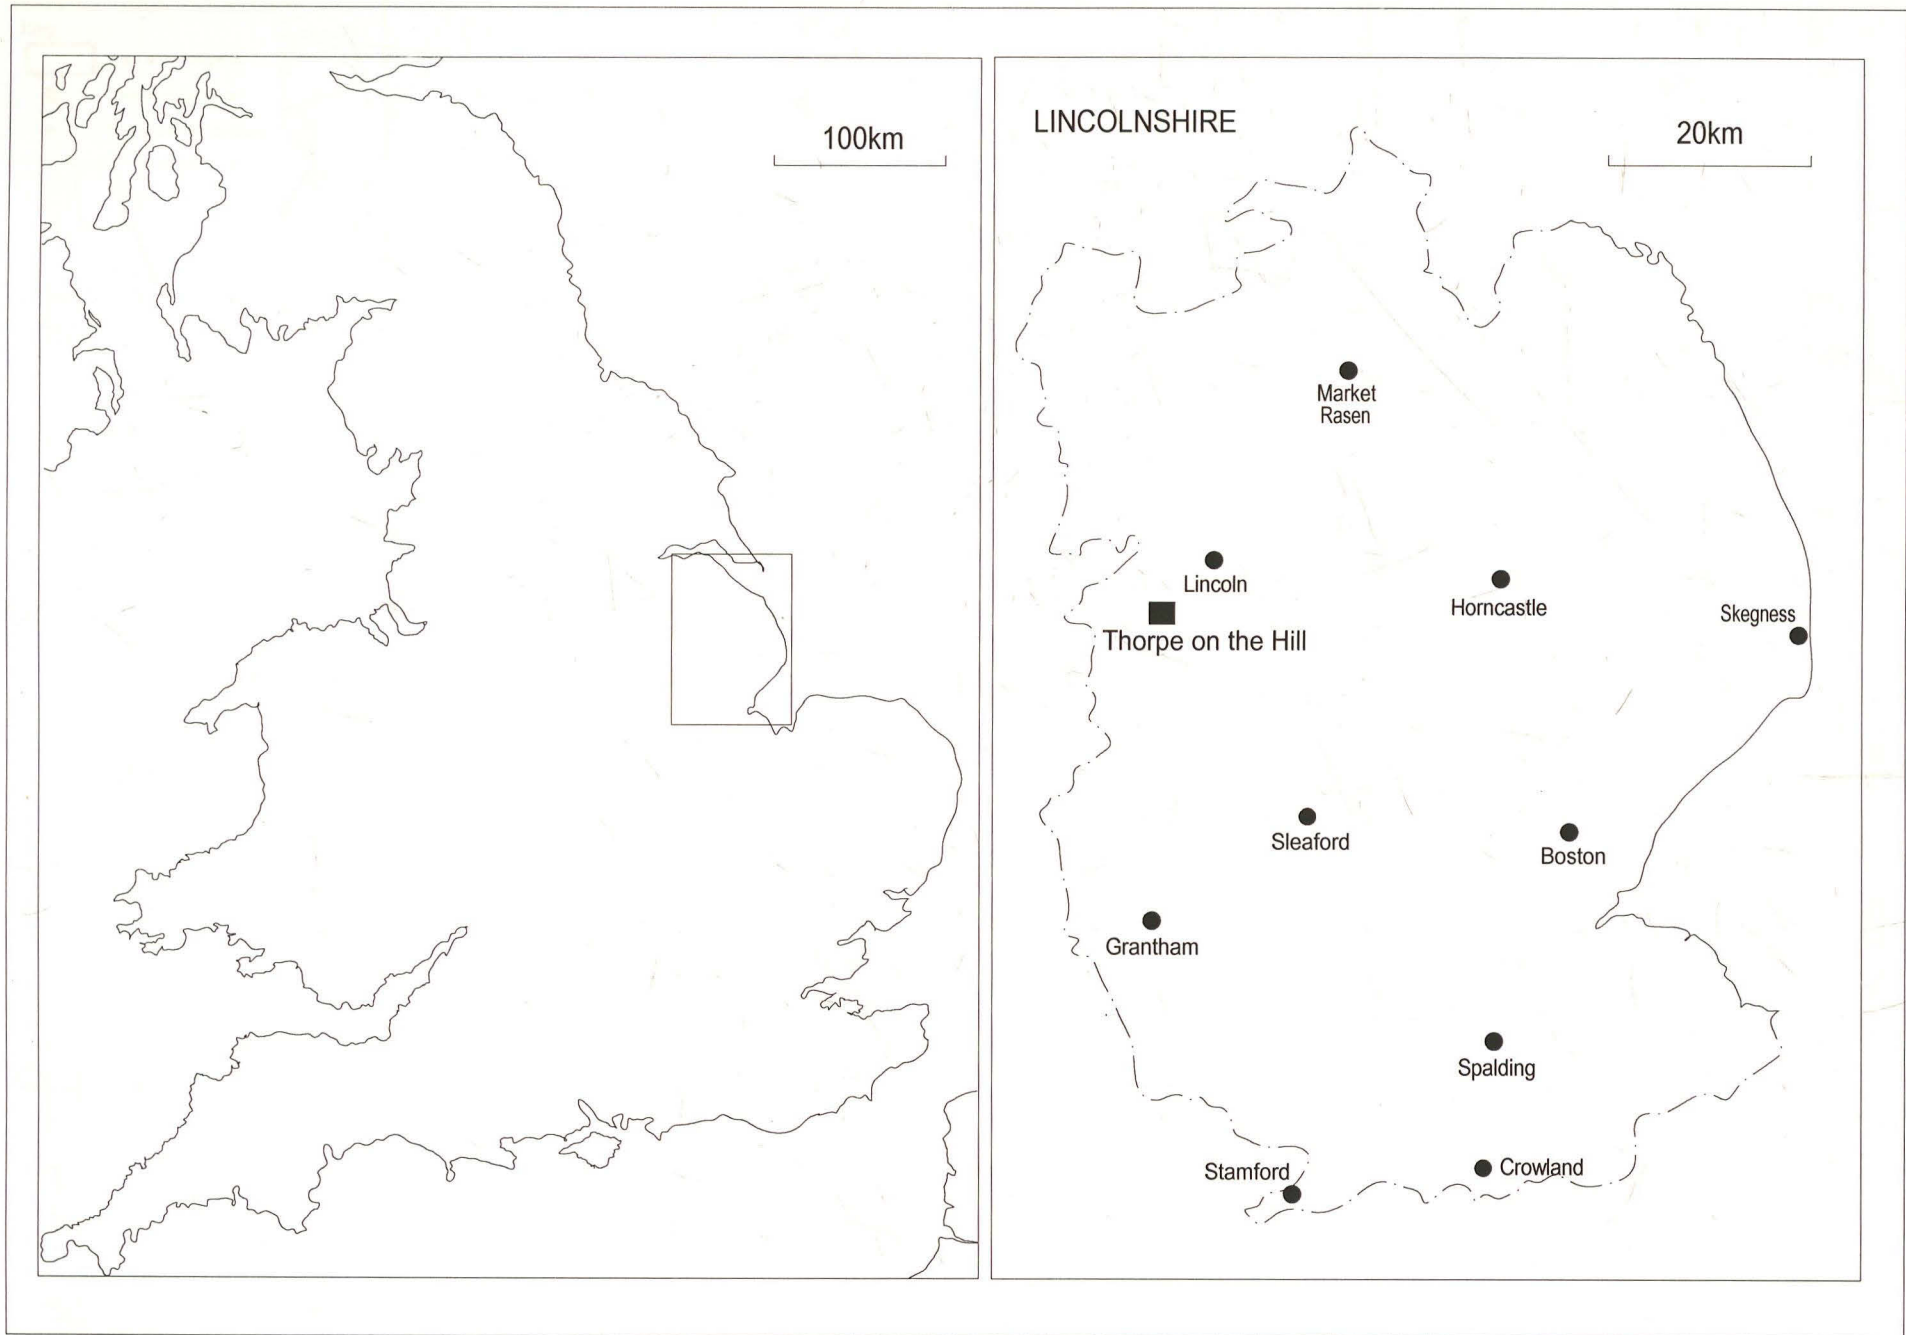 100km
LINCOLNSHIRE
20km
Market
Rasen
Lincoln
Horncastle
Skegness
Thorpe on the Hill
Sleaford
Boston
Grantham
Spalding
Stamford
Crowland